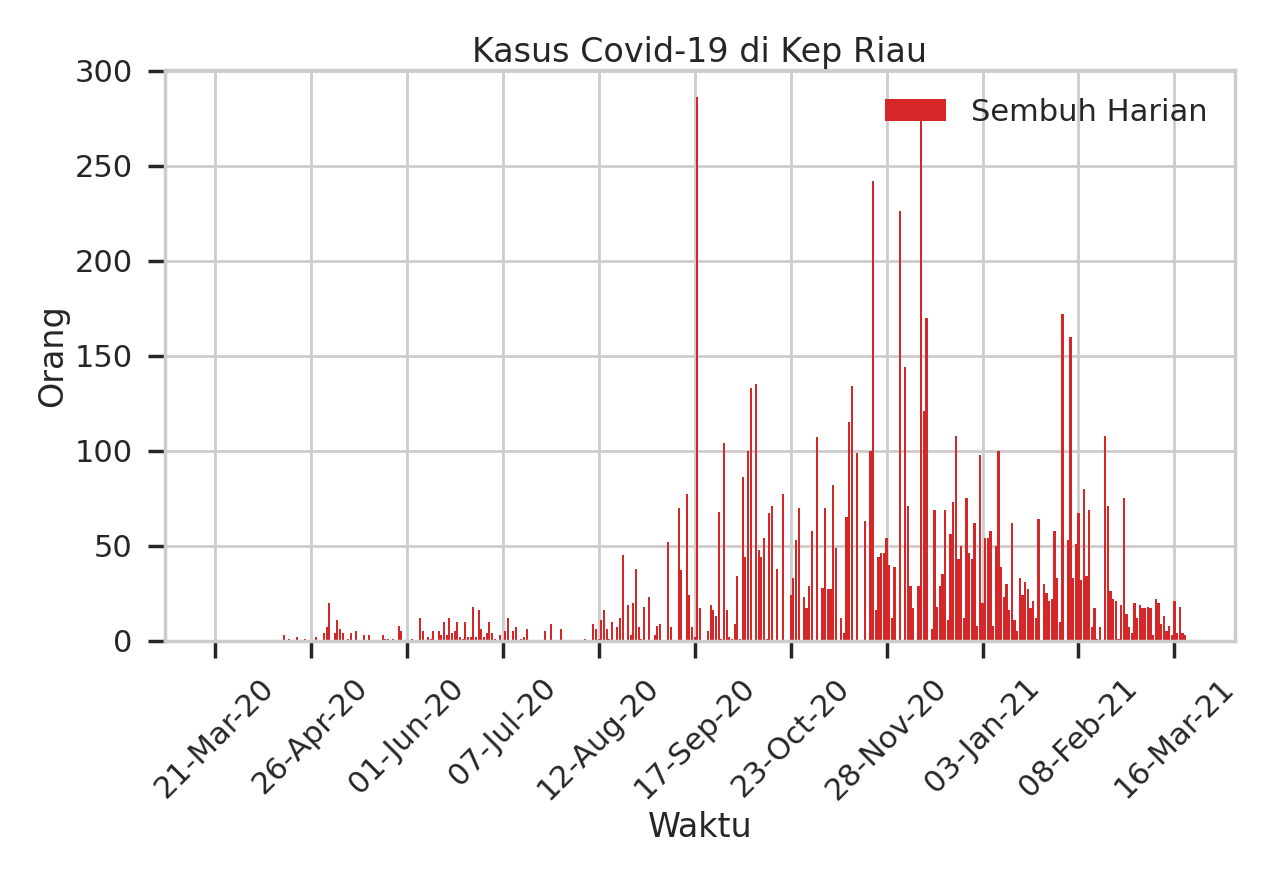 Kasus Covid-19 di Kep Riau
Sembuh Harian
Orang
300
250
200
150
100
50
0
21-Mar-20
26-Apr-20
01-Jun-20
07-Jul-20
12-Aug-20
17-Sep-20
23-Oct-20
28-Nov-20
03-Jan-21
08-Feb-21
16-Mar-21
Waktu